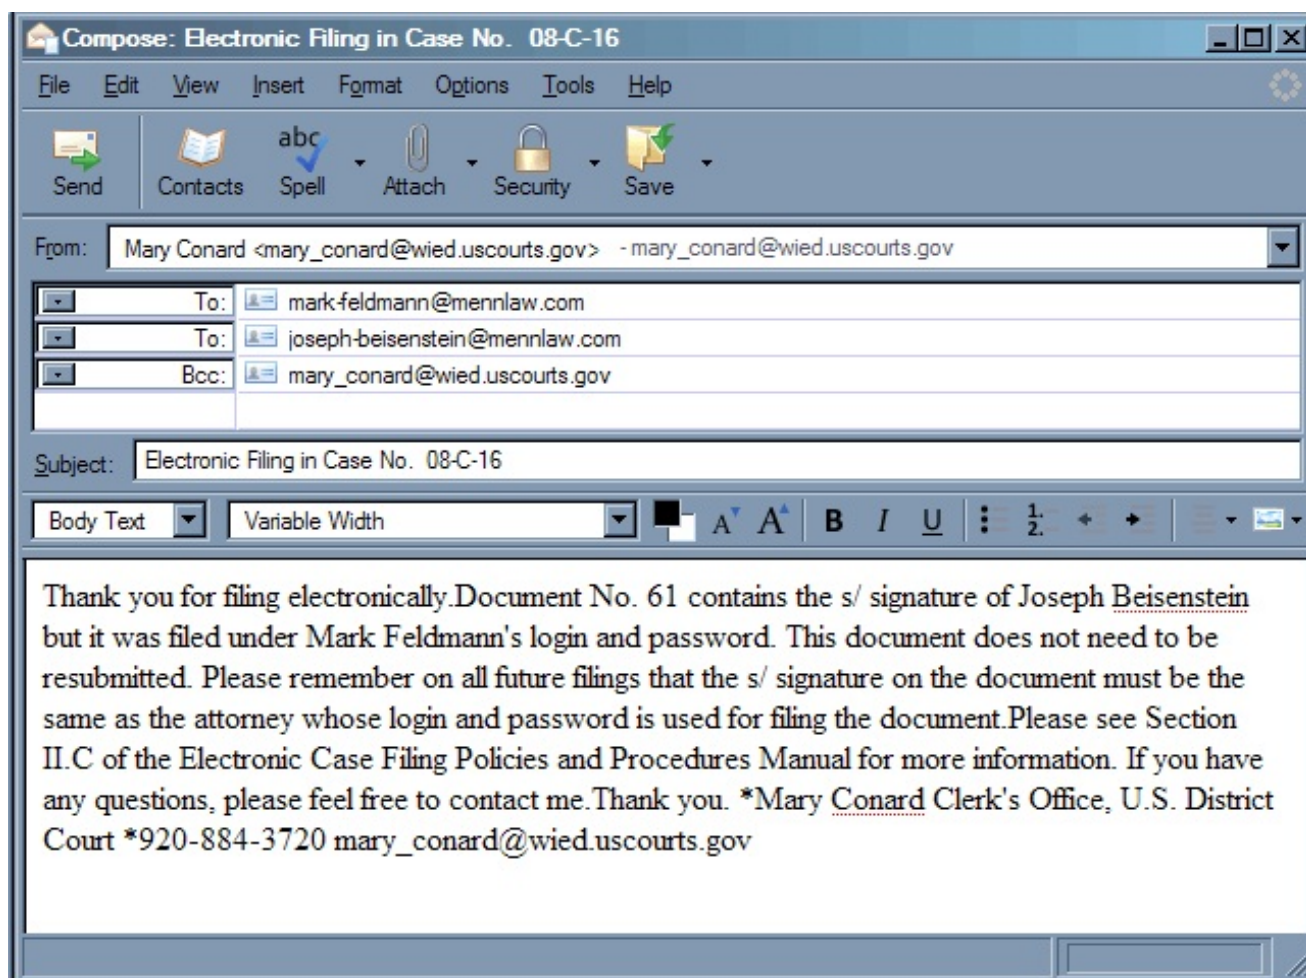 Compose: Electronic Filing in Case No. 08-C-16
File Edit View Insert Format Options Tools Help
abc
Send Contacts Spell Attach Security Save
From: Mary Conard <mary_conard@wied.uscourts.gov> - mary_conard@wied.uscourts.gov
To: mark-feldmann@mennlaw.com
To: joseph-beisenstein@mennlaw.com
Bcc: mary_conard@wied.uscourts.gov
Subject: Electronic Filing in Case No. 08-C-16
Body Text Variable Width A A B I U 1. 2.
Thank you for filing electronically.Document No. 61 contains the s/ signature of Joseph Beisenstein
but it was filed under Mark Feldmann's login and password. This document does not need to be
resubmitted. Please remember on all future filings that the s/ signature on the document must be the
same as the attorney whose login and password is used for filing the document.Please see Section
II.C of the Electronic Case Filing Policies and Procedures Manual for more information. If you have
any questions, please feel free to contact me.Thank you. *Mary Conard Clerk's Office, U.S. District
Court *920-884-3720 mary_conard@wied.uscourts.gov